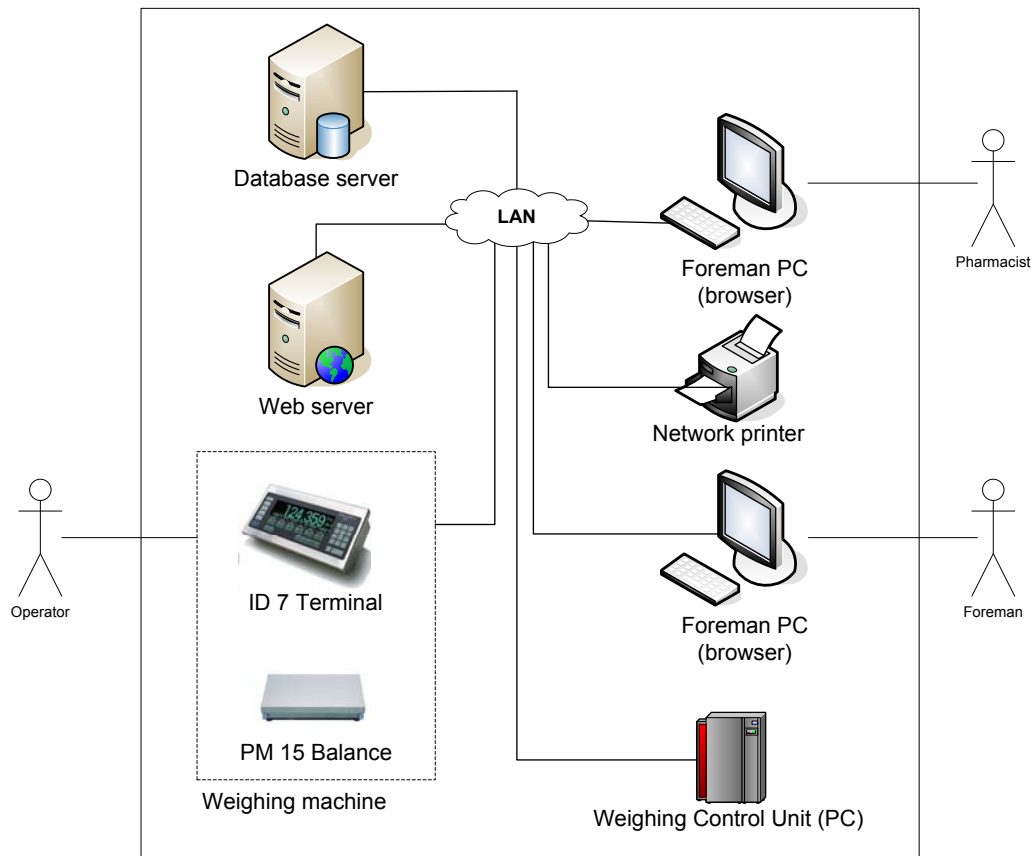 Database server
LAN
Foreman PC
(browser)
Pharmacist
Web server
Network printer
124.359
ID 7 Terminal
Operator
Foreman PC
(browser)
Foreman
PM 15 Balance
Weighing machine
Weighing Control Unit (PC)